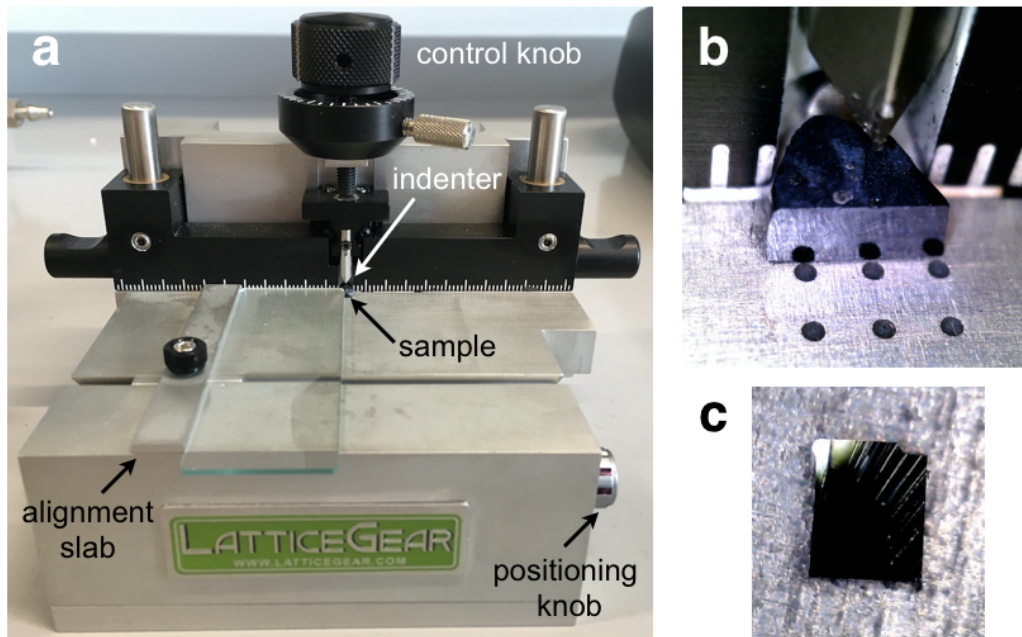 a
control knob
indenter
sample
alignment
slab
LATTICEGEAR
WWW.LATTICEGEAR.COM
positioning
knob
b
c